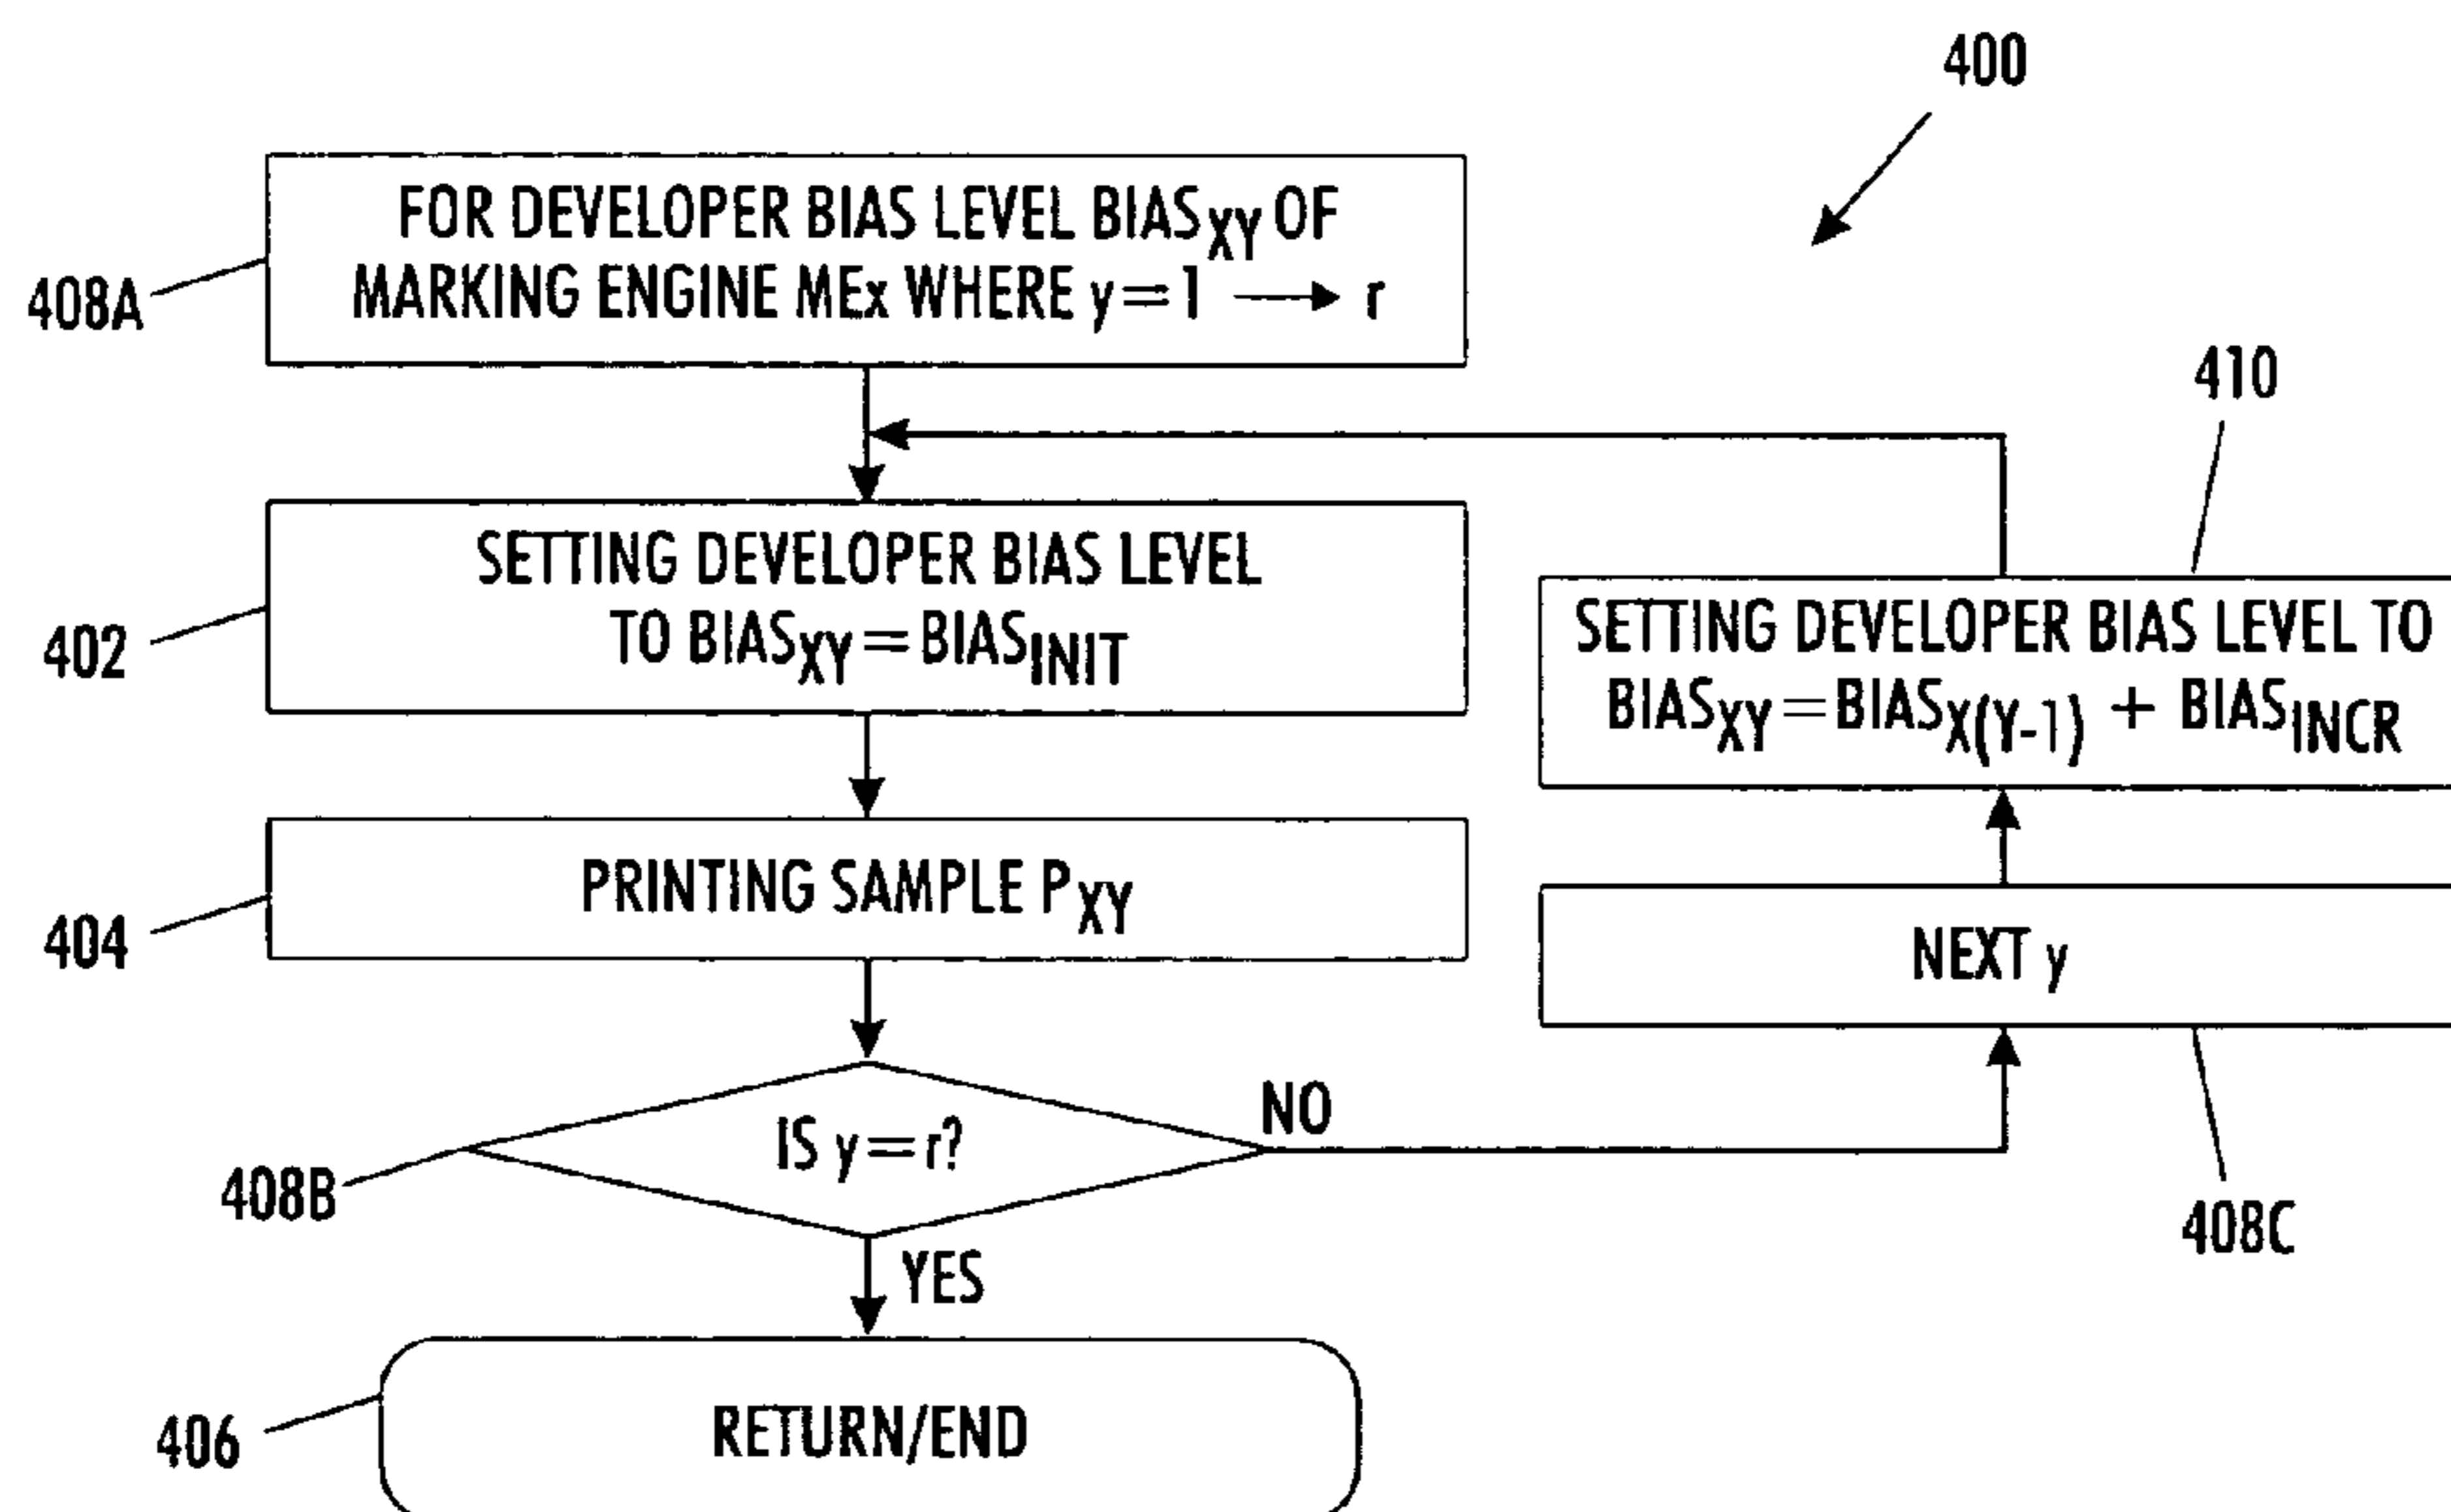 400
FOR DEVELOPER BIAS LEVEL BIASXY OF
MARKING ENGINE MEx WHERE y=1 → r
408A
410
SETTING DEVELOPER BIAS LEVEL
TO BIASXY=BIASINIT
402
SETTING DEVELOPER BIAS LEVEL TO
BIASXY=BIASX(Y-1) + BIASINCR
PRINTING SAMPLE PXY
404
NEXT y
IS y=r?
NO
408B
408C
YES
RETURN/END
406